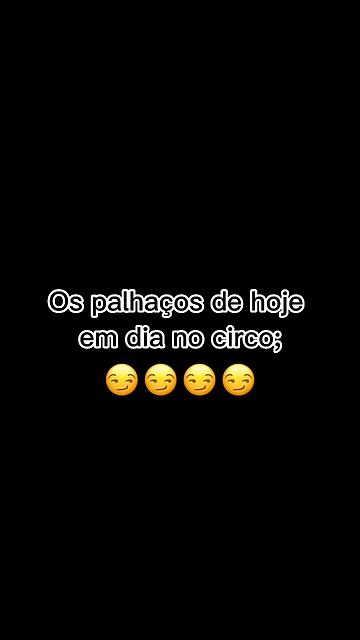 Os palhaços de hoje
em dia no circo;
😏😏😏😏